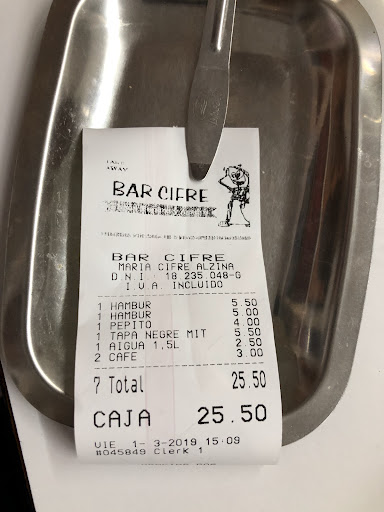 BAR CIFRE
BAR CIFRE
MARIA CIFRE ALZINA
D.N.I. 18.235.048-G
I.V.A. INCLUIDO
1 HAMBUR 5.50
1 HAMBUR 5.00
1 PEPITO 4.00
1 TAPA NEGRE MIT 5.50
1 AIGUA 1.5L 2.50
2 CAFE 3.00
7 Total 25.50
CAJA 25.50
VIE 1- 3-2019 15:09
#045849 Clerk 1